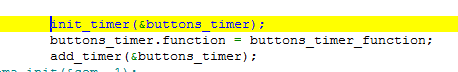 init_timer(&buttons_timer);
buttons_timer.function = buttons_timer_function;
add_timer(&buttons_timer);